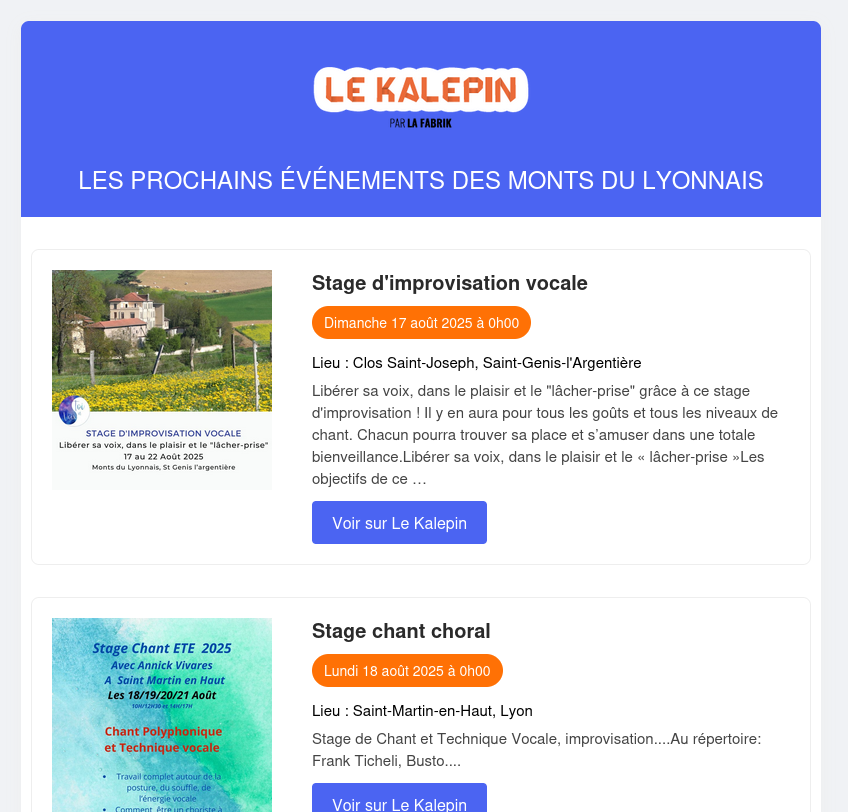 LE KALEPIN
PAR LA FABRIK
LES PROCHAINS ÉVÉNEMENTS DES MONTS DU LYONNAIS
STAGE D'IMPROVISATION VOCALE
Libérer sa voix, dans le plaisir et le "lâcher-prise"
17 au 22 Août 2025
Monts du Lyonnais, St Genis l'argentière
Stage d'improvisation vocale
Dimanche 17 août 2025 à 0h00
Lieu : Clos Saint-Joseph, Saint-Genis-l'Argentière
Libérer sa voix, dans le plaisir et le "lâcher-prise" grâce à ce stage
d'improvisation ! Il y en aura pour tous les goûts et tous les niveaux de
chant. Chacun pourra trouver sa place et s’amuser dans une totale
bienveillance.Libérer sa voix, dans le plaisir et le « lâcher-prise »Les
objectifs de ce …
Voir sur Le Kalepin
Stage Chant ETE 2025
Avec Annick Vivares
A Saint Martin en Haut
Les 18/19/20/21 Août
10H/12H30 et 14H/17H
Chant Polyphonique
et Technique vocale
• Travail complet autour de la
posture, du souffle, de
l'énergie vocale
• Comment être un choriste à
Stage chant choral
Lundi 18 août 2025 à 0h00
Lieu : Saint-Martin-en-Haut, Lyon
Stage de Chant et Technique Vocale, improvisation....Au répertoire:
Frank Ticheli, Busto....
Voir sur Le Kalepin